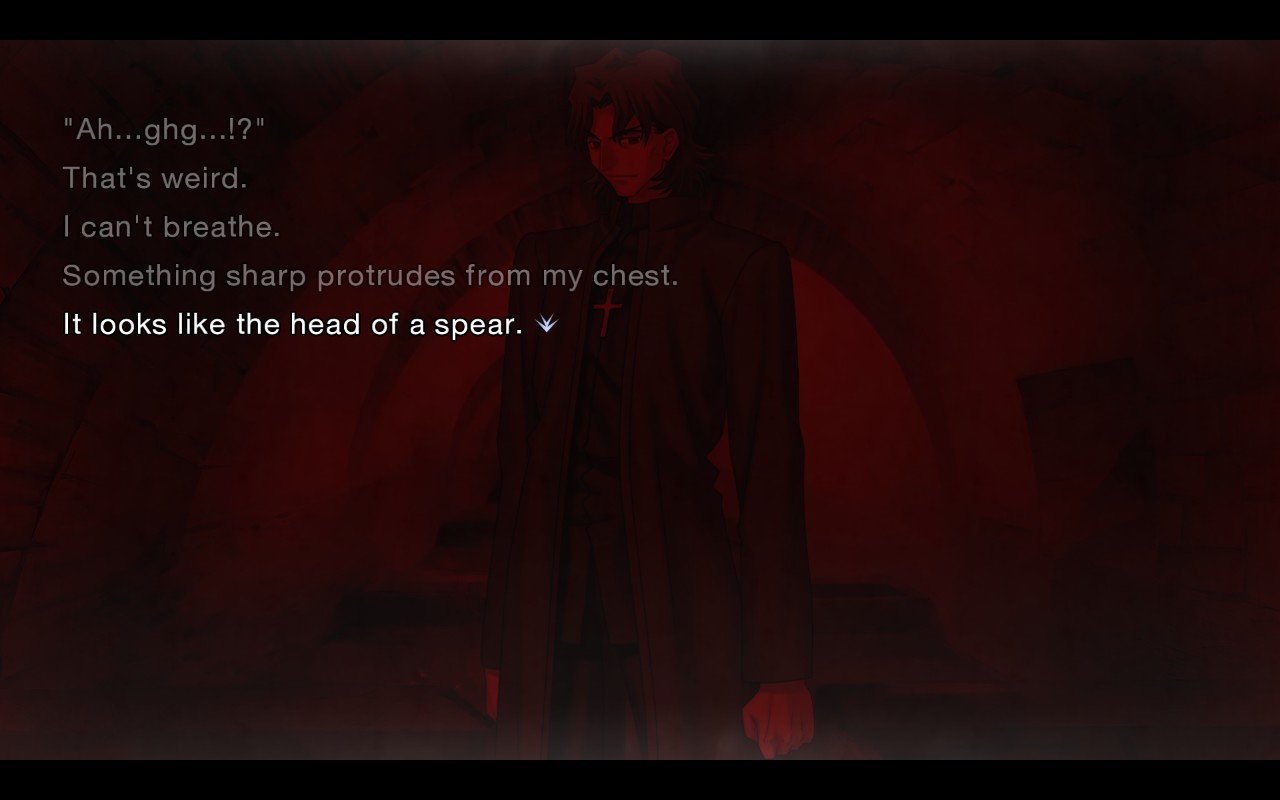 "Ah...ghg...!?"
That's weird.
I can't breathe.
Something sharp protrudes from my chest.
It looks like the head of a spear.